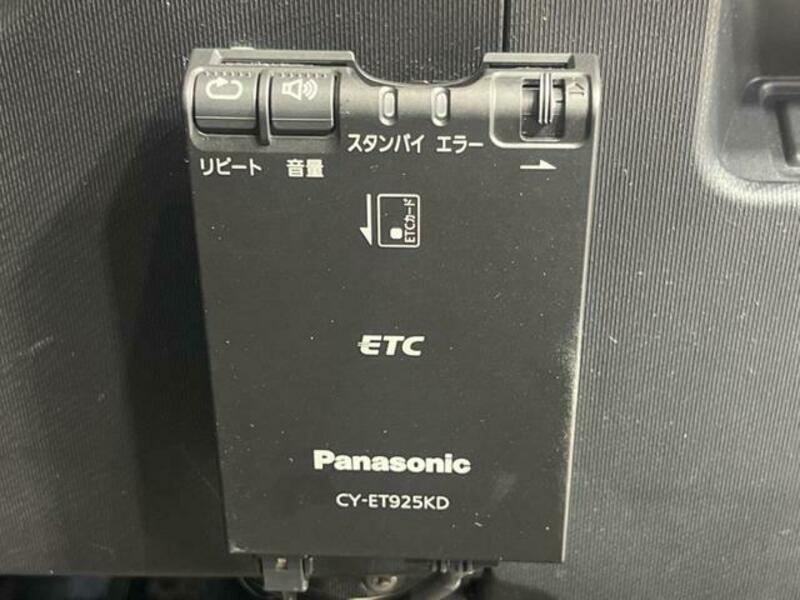 スタンバイ エラー
リピート 音量
ETCカード
ETC
Panasonic
CY-ET925KD